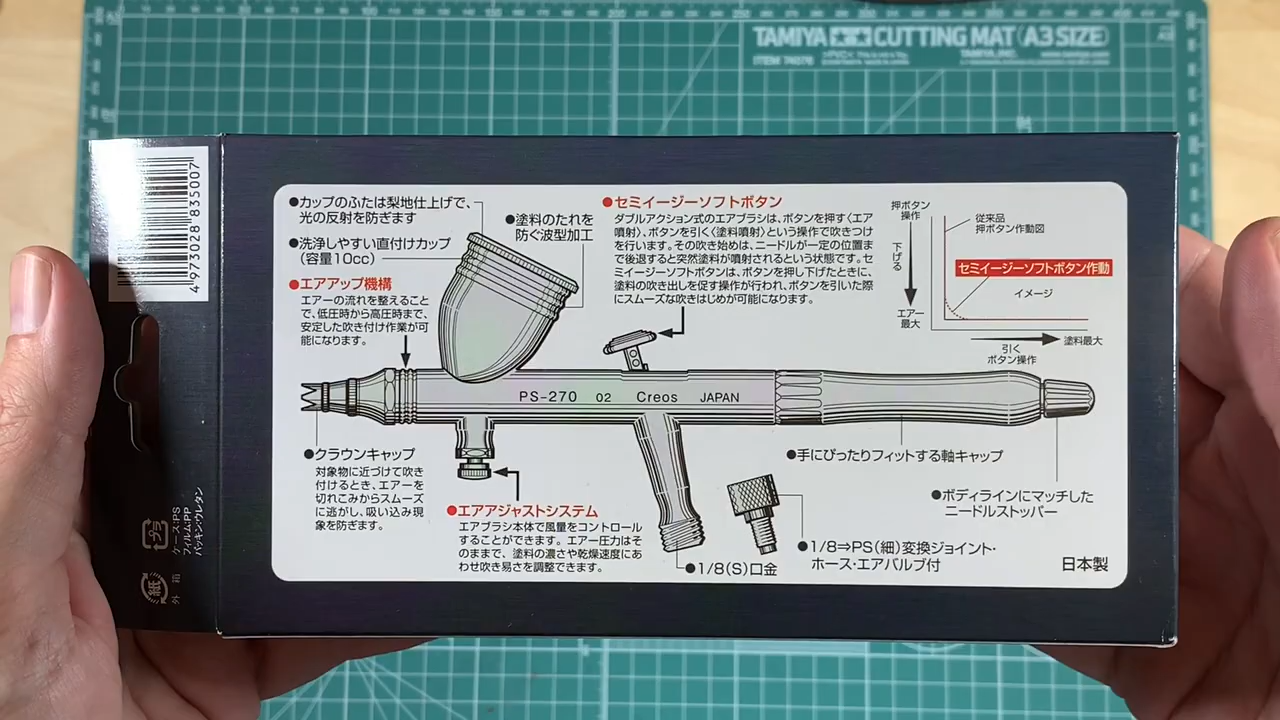 TAMIYA CUTTING MAT (A3 SIZE)
ITEM 74076
TAMIYA, INC.
4973028 835007
●カップのふたは梨地仕上げで、
光の反射を防ぎます
●洗浄しやすい直付けカップ
(容量10cc)
●エアアップ機構
エアーの流れを整えること
で、低圧時から高圧時まで、
安定した吹き付け作業が可
能になります。
●塗料のたれを
防ぐ波型加工
●セミイージーソフトボタン
ダブルアクション式のエアブラシは、ボタンを押す〈エア
噴射〉、ボタンを引く〈塗料噴射〉という操作で吹きつけ
を行います。その吹き始めは、ニードルが一定の位置ま
で後退すると突然塗料が噴射されるという状態です。セ
ミイージーソフトボタンは、ボタンを押し下げたときに、
塗料の吹き出しを促す操作が行われ、ボタンを引いた際
にスムーズな吹きはじめが可能になります。
押ボタン
操作
下げる
エアー
最大
従来品
押ボタン作動図
セミイージーソフトボタン作動
イメージ
塗料最大
引く
ボタン操作
PS-270 02 Creos JAPAN
●クラウンキャップ
対象物に近づけて吹き
付けるとき、エアーを
切れこみからスムーズ
に逃がし、吸い込み現
象を防ぎます。
●エアアジャストシステム
エアブラシ本体で風量をコントロール
することができます。エアー圧力はそ
のままで、塗料の濃さや乾燥速度にあ
わせ吹き易さを調整できます。
●1/8(S)口金
●1/8⇒PS(細)変換ジョイント・
ホース・エアバルブ付
●手にぴったりフィットする軸キャップ
●ボディラインにマッチした
ニードルストッパー
日本製
プラ
ケース:PS
フィルム:PP
パッキン:ウレタン
紙
外箱